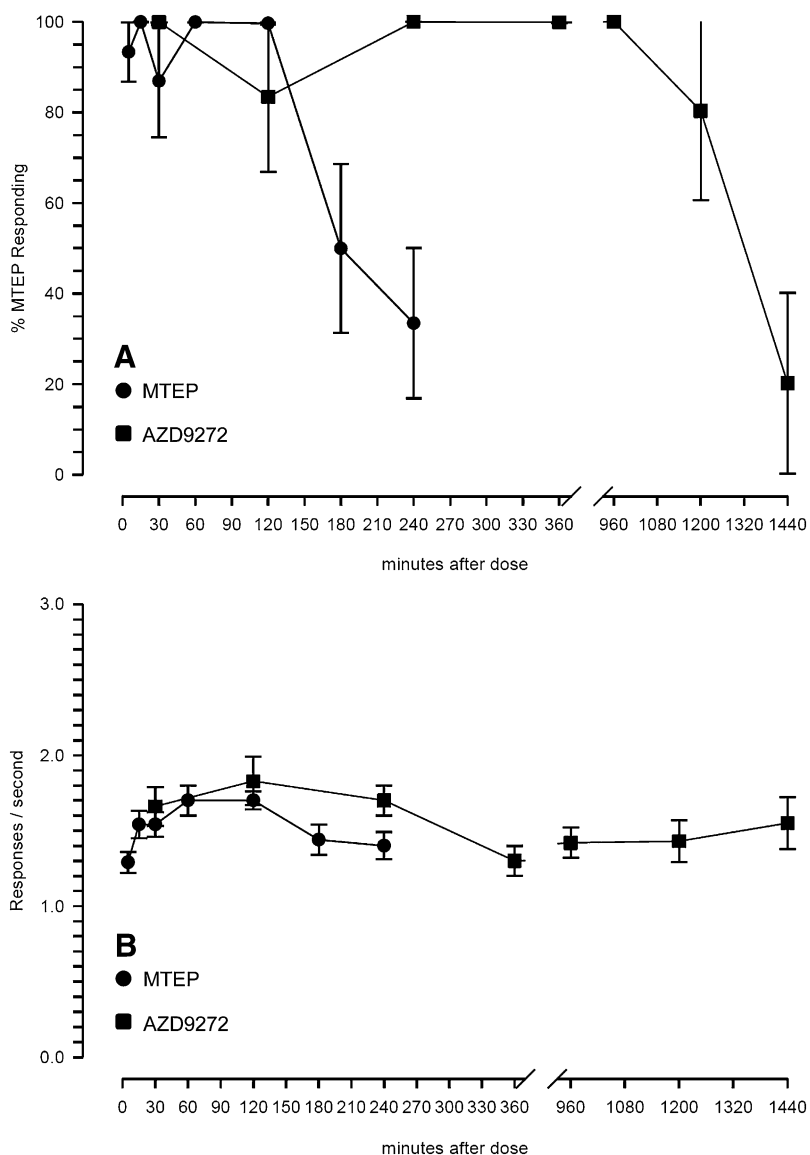 100
80
60
40
20
0
% MTEP Responding
A
MTEP
AZD9272
0 30 60 90 120 150 180 210 240 270 300 330 360 960 1080 1200 1320 1440
minutes after dose
3.0
2.0
1.0
0.0
Responses / second
B
MTEP
AZD9272
0 30 60 90 120 150 180 210 240 270 300 330 360 960 1080 1200 1320 1440
minutes after dose